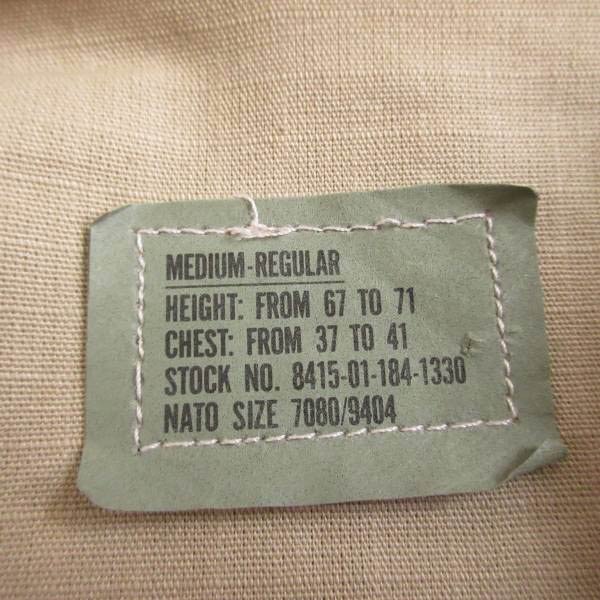 MEDIUM-REGULAR
HEIGHT: FROM 67 TO 71
CHEST: FROM 37 TO 41
STOCK NO. 8415-01-184-1330
NATO SIZE 7080/9404